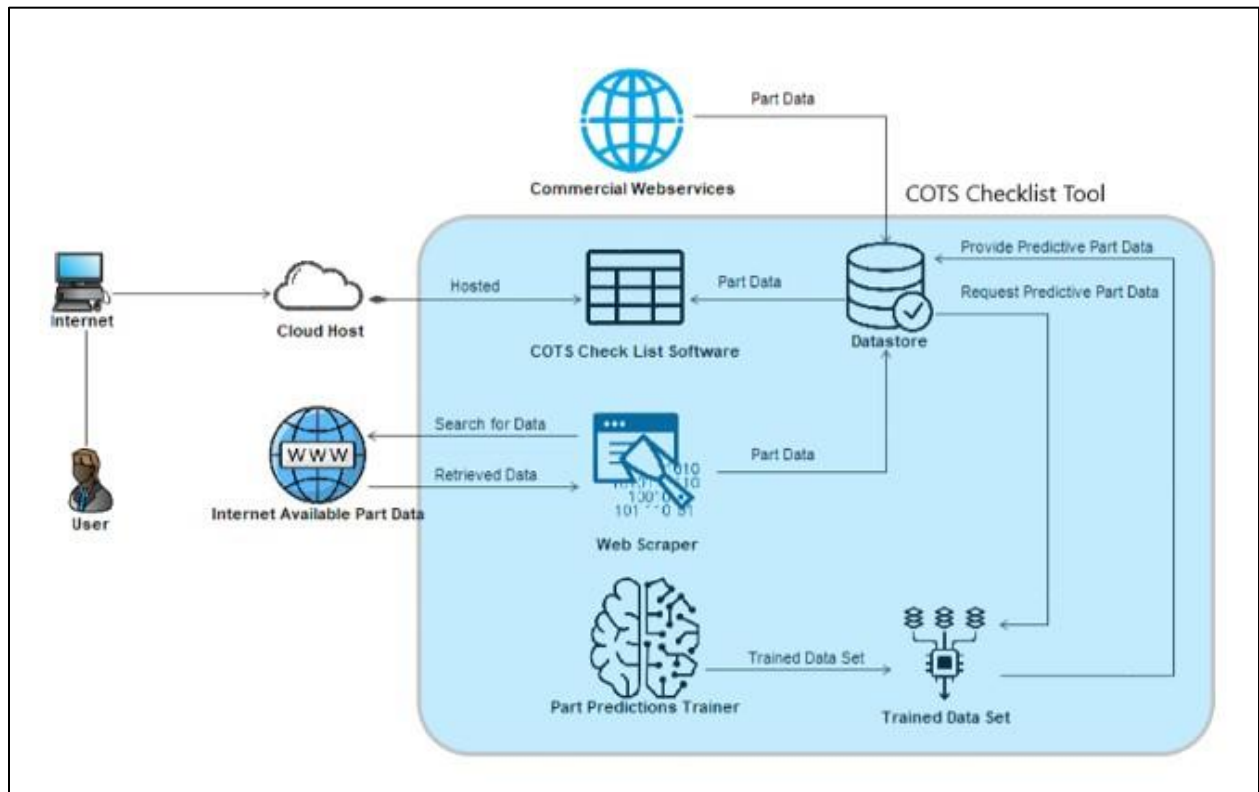 Part Data
Commercial Webservices
COTS Checklist Tool
Provide Predictive Part Data
Hosted
Part Data
Request Predictive Part Data
Internet
Cloud Host
COTS Check List Software
Datastore
Search for Data
WWW
Retrieved Data
Part Data
Internet Available Part Data
User
Web Scraper
Trained Data Set
Part Predictions Trainer
Trained Data Set